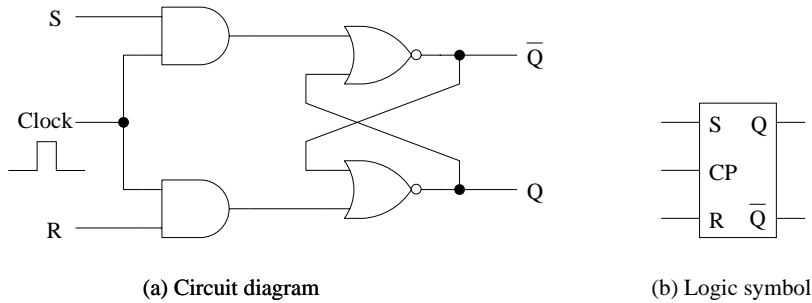 S
Q̅
Clock
S Q
CP
R Q̅
Q
R
(a) Circuit diagram
(b) Logic symbol